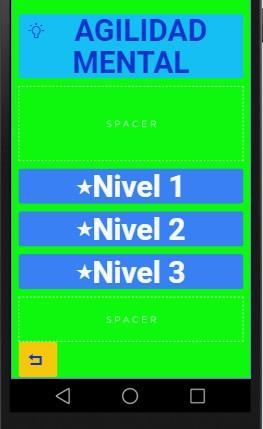 AGILIDAD
MENTAL
SPACER
★Nivel 1
★Nivel 2
★Nivel 3
SPACER